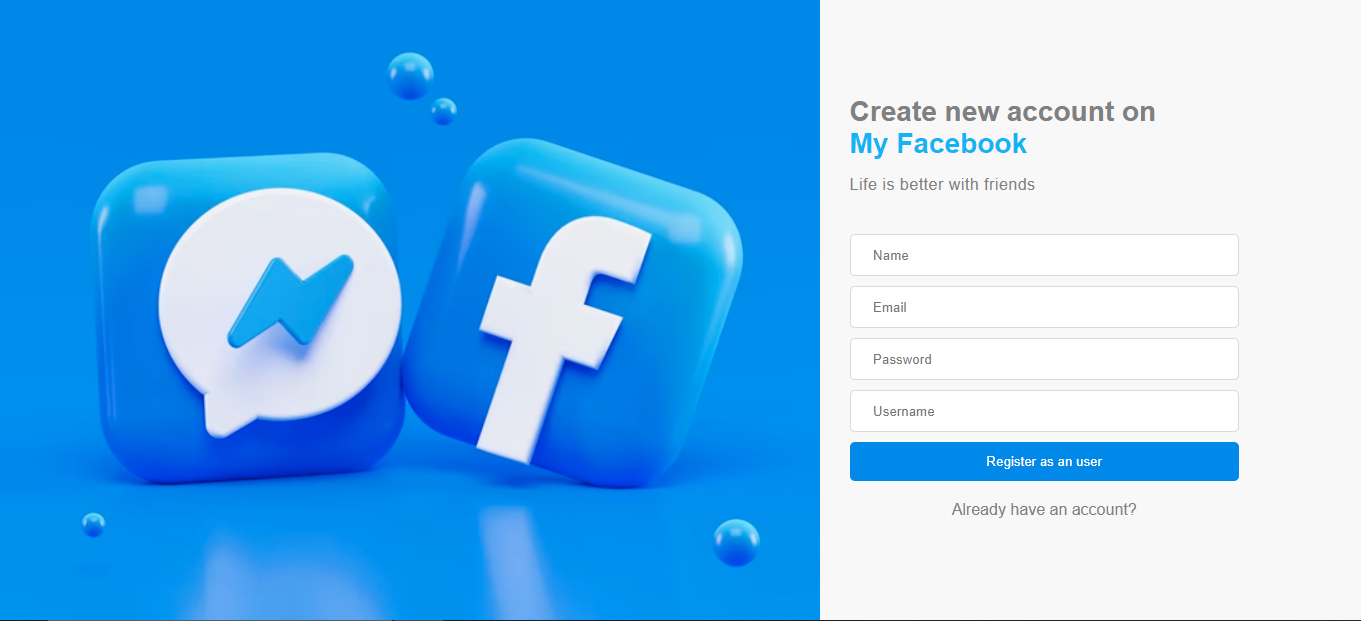 Create new account on
My Facebook
Life is better with friends
Name
Email
Password
Username
Register as an user
Already have an account?